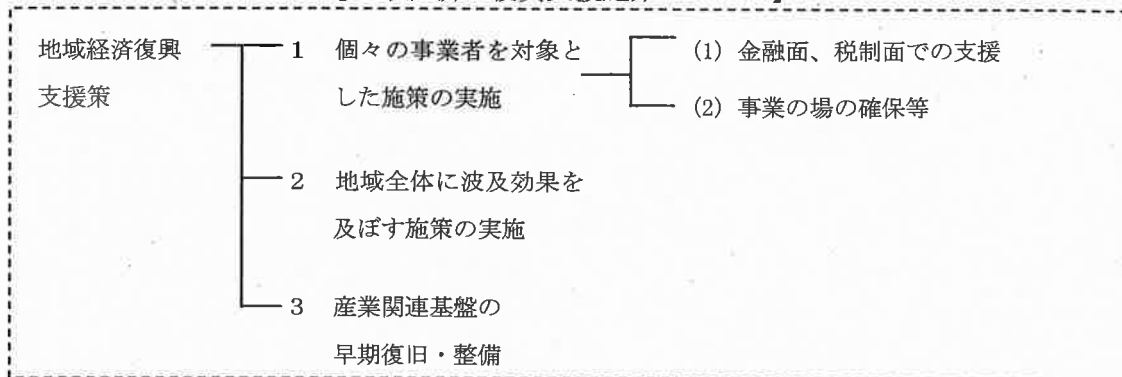 地域経済復興
支援策
1 個々の事業者を対象と
した施策の実施
(1) 金融面、税制面での支援
(2) 事業の場の確保等
2 地域全体に波及効果を
及ぼす施策の実施
3 産業関連基盤の
早期復旧・整備